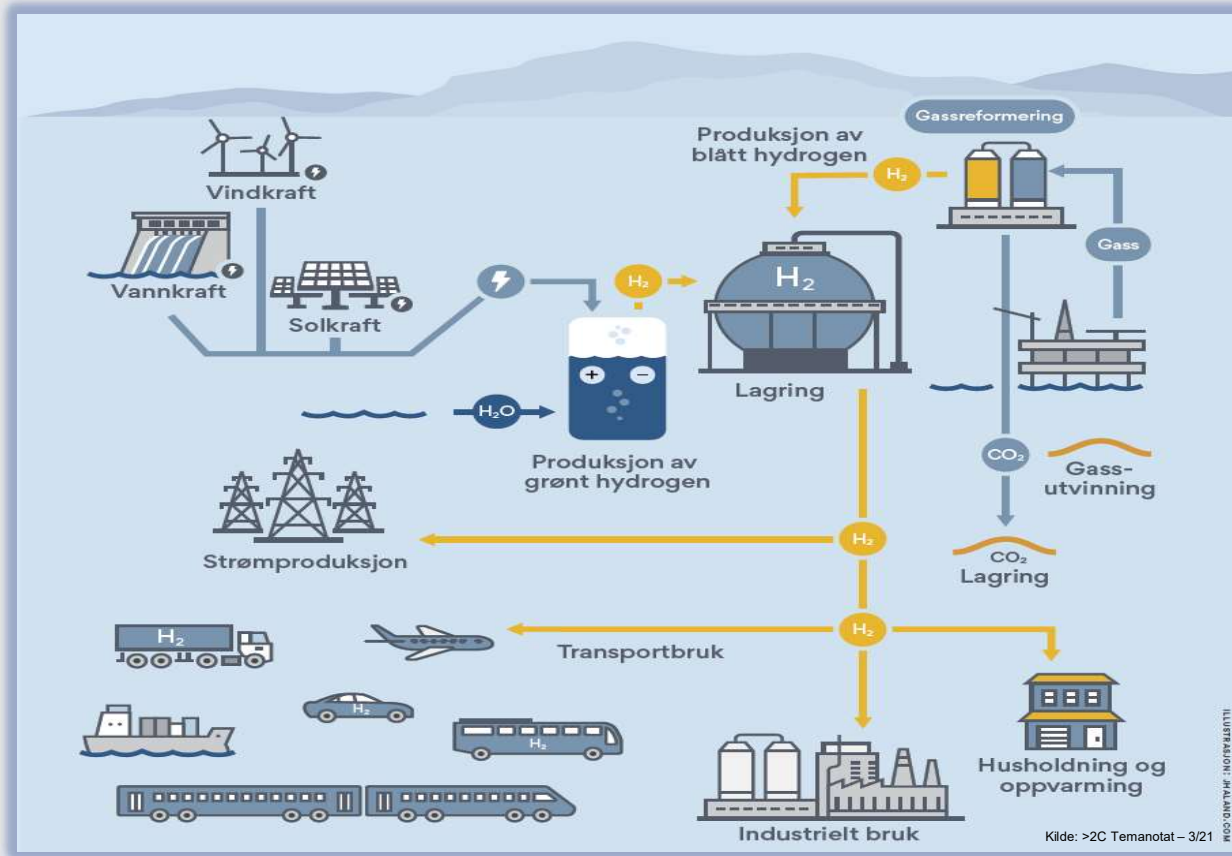 Gassreformering
Produksjon av
blått hydrogen
H₂
Vindkraft
Gass
Vannkraft
Solkraft
H₂
H₂
Lagring
+
−
H₂O
Produksjon av
grønt hydrogen
CO₂
Gass-
utvinning
Strømproduksjon
H₂
CO₂
Lagring
H₂
Transportbruk
H₂
H₂
H₂
Husholdning og
oppvarming
Industrielt bruk
Kilde: >2C Temanotat – 3/21
ILLUSTRASJON: JHALAND.COM